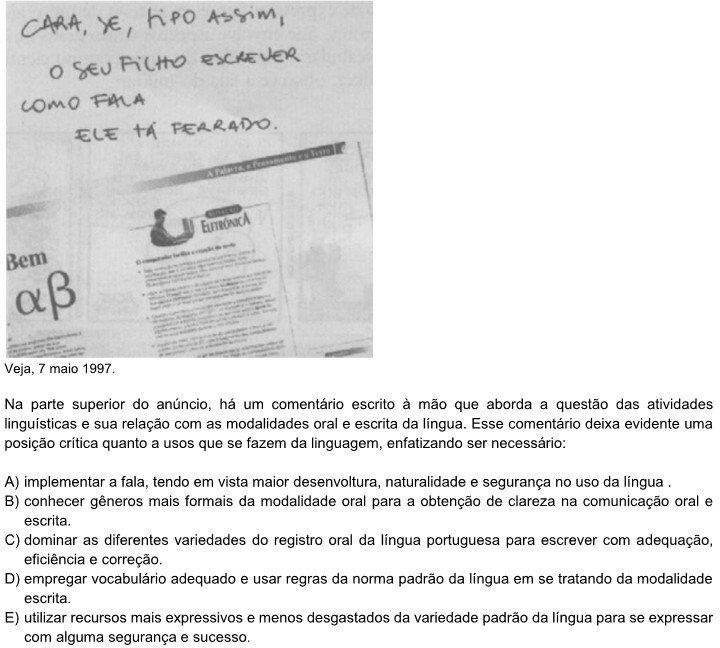 CARA, SE, TIPO ASSIM,
O SEU FILHO ESCREVER
COMO FALA
ELE TÁ FERRADO.
A Palavra, o Pensamento e o Texto
ELETRÔNICA
O computador facilita a criação do texto
Bem
αβ
Veja, 7 maio 1997.
Na parte superior do anúncio, há um comentário escrito à mão que aborda a questão das atividades
linguísticas e sua relação com as modalidades oral e escrita da língua. Esse comentário deixa evidente uma
posição crítica quanto a usos que se fazem da linguagem, enfatizando ser necessário:
A) implementar a fala, tendo em vista maior desenvoltura, naturalidade e segurança no uso da língua .
B) conhecer gêneros mais formais da modalidade oral para a obtenção de clareza na comunicação oral e
escrita.
C) dominar as diferentes variedades do registro oral da língua portuguesa para escrever com adequação,
eficiência e correção.
D) empregar vocabulário adequado e usar regras da norma padrão da língua em se tratando da modalidade
escrita.
E) utilizar recursos mais expressivos e menos desgastados da variedade padrão da língua para se expressar
com alguma segurança e sucesso.